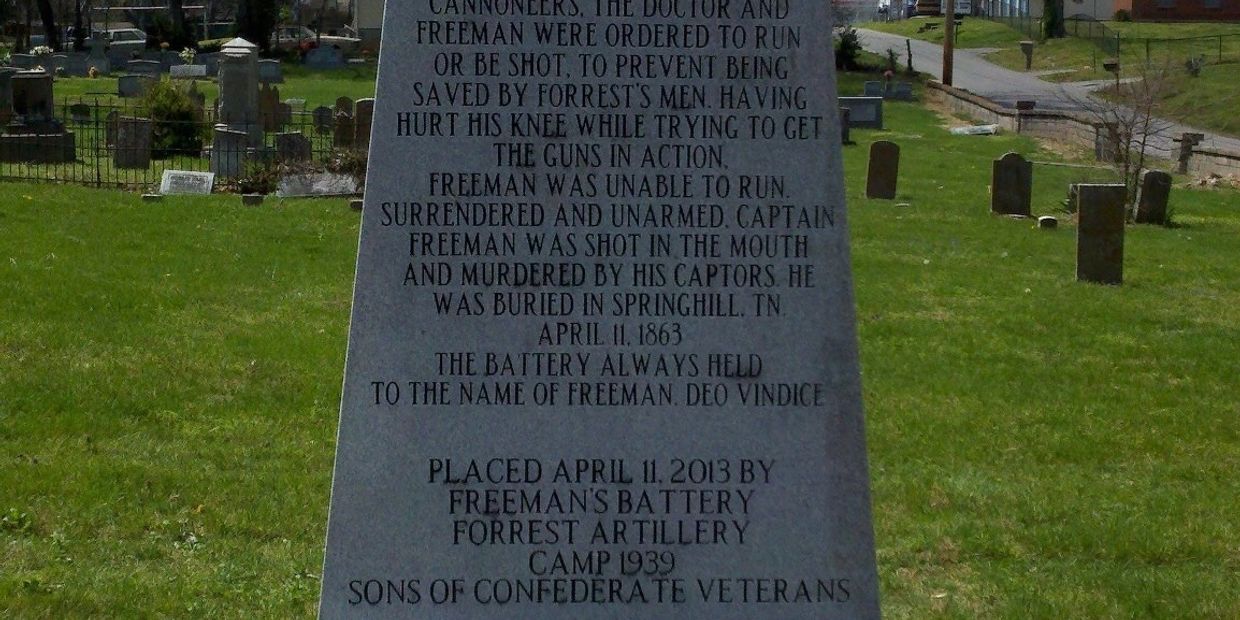 CANNONEERS, THE DOCTOR AND
FREEMAN WERE ORDERED TO RUN
OR BE SHOT, TO PREVENT BEING
SAVED BY FORREST'S MEN. HAVING
HURT HIS KNEE WHILE TRYING TO GET
THE GUNS IN ACTION,
FREEMAN WAS UNABLE TO RUN.
SURRENDERED AND UNARMED, CAPTAIN
FREEMAN WAS SHOT IN THE MOUTH
AND MURDERED BY HIS CAPTORS. HE
WAS BURIED IN SPRINGHILL, TN.
APRIL 11, 1863
THE BATTERY ALWAYS HELD
TO THE NAME OF FREEMAN. DEO VINDICE
PLACED APRIL 11, 2013 BY
FREEMAN'S BATTERY
FORREST ARTILLERY
CAMP 1939
SONS OF CONFEDERATE VETERANS